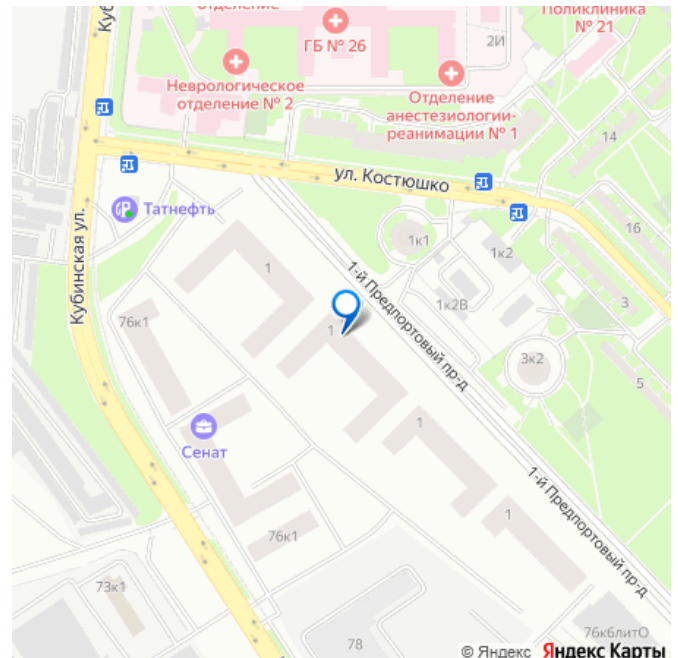 отделение
ГБ № 26
2И
Поликлиника
№ 21
Неврологическое
отделение № 2
Отделение
анестезиологии-
реанимации № 1
14
ул. Костюшко
Татнефть
Кубинская ул.
16
1к1
1к2
1
1-й Предпортовый пр-д
3
1к2В
76к1
1
3к2
5
1
Сенат
1-й Предпортовый пр-д
1
76к1
73к1
78
76к6литО
© Яндекс Яндекс Карты